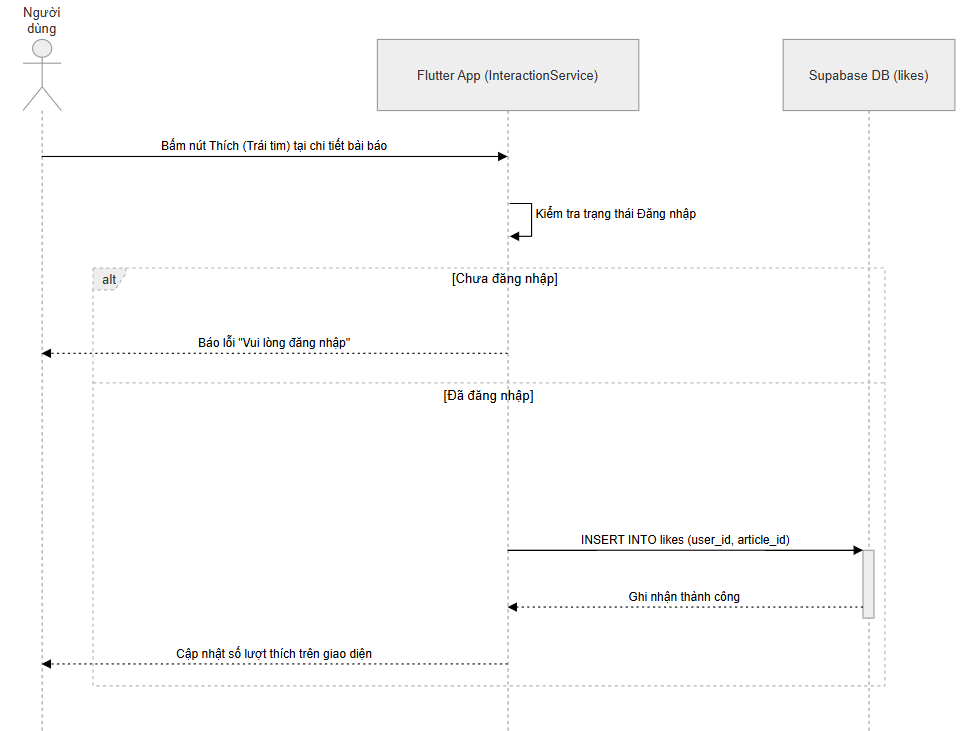 Người
dùng
Flutter App (InteractionService)
Supabase DB (likes)
Bấm nút Thích (Trái tim) tại chi tiết bài báo
Kiểm tra trạng thái Đăng nhập
alt
[Chưa đăng nhập]
Báo lỗi "Vui lòng đăng nhập"
[Đã đăng nhập]
INSERT INTO likes (user_id, article_id)
Ghi nhận thành công
Cập nhật số lượt thích trên giao diện